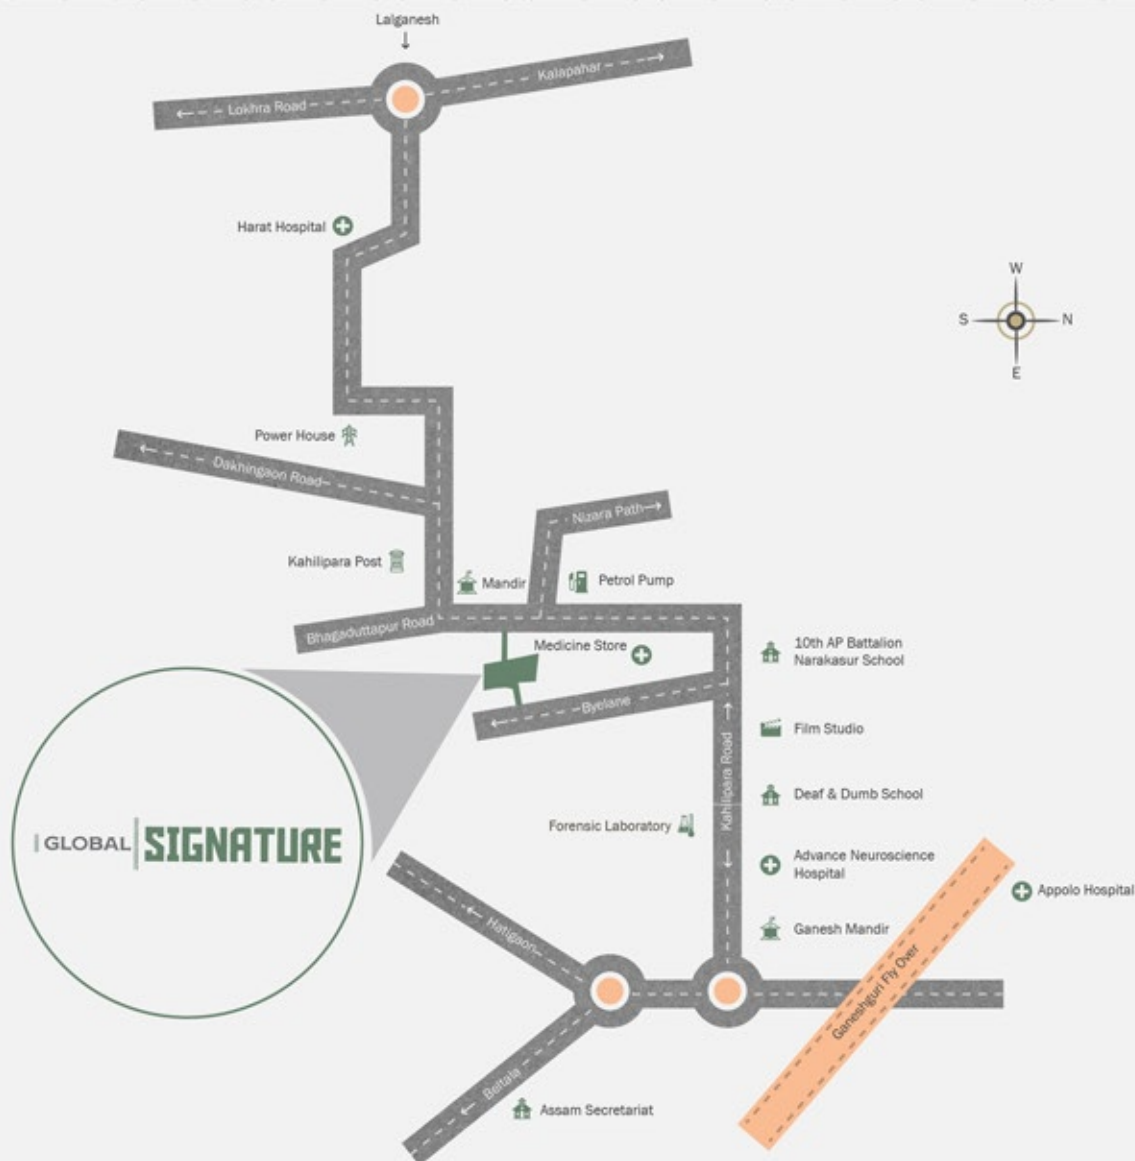 Lalganesh
Kalapahar
Lokhra Road
Harat Hospital
W
S
N
E
Power House
Dakhingaon Road
Nizara Path
Kahilipara Post
Mandir
Petrol Pump
Bhagaduttapur Road
Medicine Store
10th AP Battalion
Narakasur School
Byelane
Film Studio
Kahilipara Road
Deaf & Dumb School
Forensic Laboratory
GLOBAL SIGNATURE
Advance Neuroscience
Hospital
Appolo Hospital
Ganesh Mandir
Hatigaon
Ganeshguri Fly Over
Beltala
Assam Secretariat